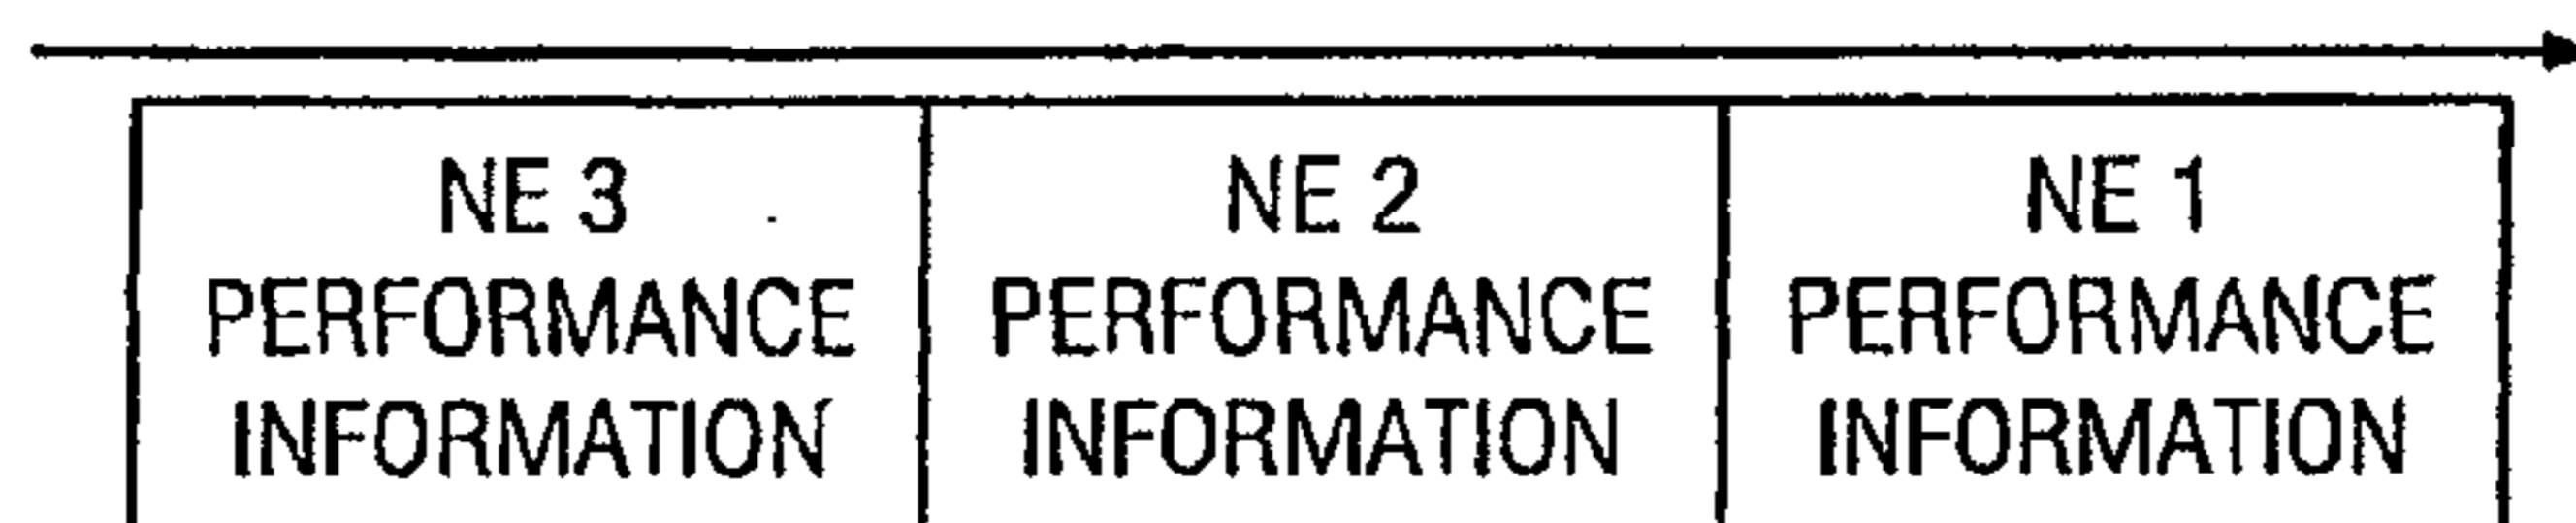 NE 3
PERFORMANCE
INFORMATION
NE 2
PERFORMANCE
INFORMATION
NE 1
PERFORMANCE
INFORMATION